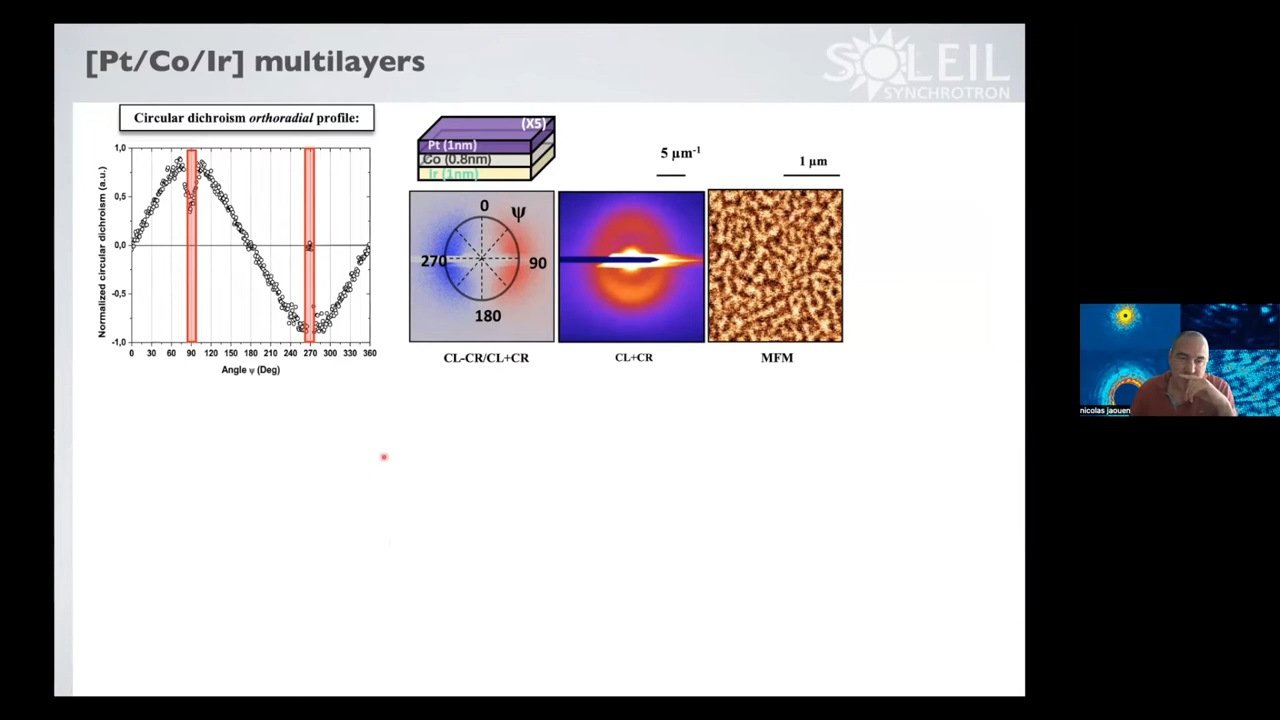 [Pt/Co/Ir] multilayers
SOLEIL
SYNCHROTRON
Circular dichroism orthoradial profile:
Normalized circular dichroism (a.u.)
1,0
0,5
0,0
-0,5
-1,0
0 30 60 90 120 150 180 210 240 270 300 330 360
Angle ψ (Deg)
(X5)
Pt (1nm)
Co (0.8nm)
Ir (1nm)
5 µm-1
1 µm
0
ψ
270
90
180
CL-CR/CL+CR
CL+CR
MFM
nicolas jaouen